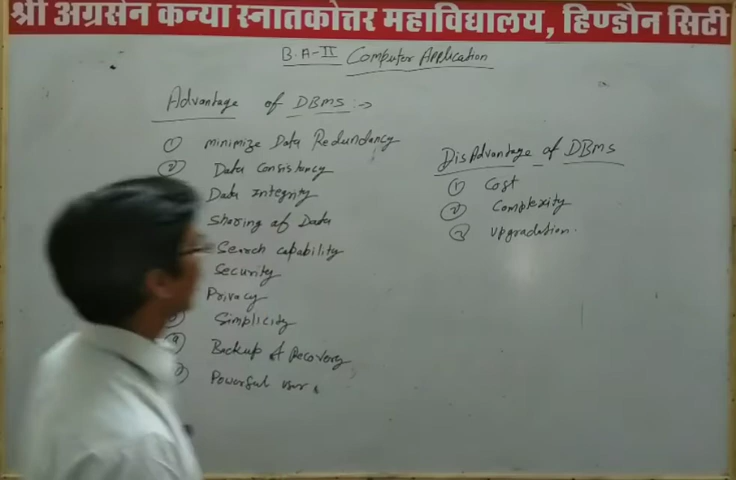 श्री अग्रसेन कन्या स्नातकोत्तर महाविद्यालय, हिण्डौन सिटी
B.A-II Computer Application
Advantage of DBMS :->
① minimize Data Redundancy
② Data Consistancy
Data Integrity
Sharing of Data
Search capability
Security
Privacy
Simplicity
Backup & Recovery
Powerful
DisAdvantage of DBMS
① Cost
② Complexity
③ Upgradation.